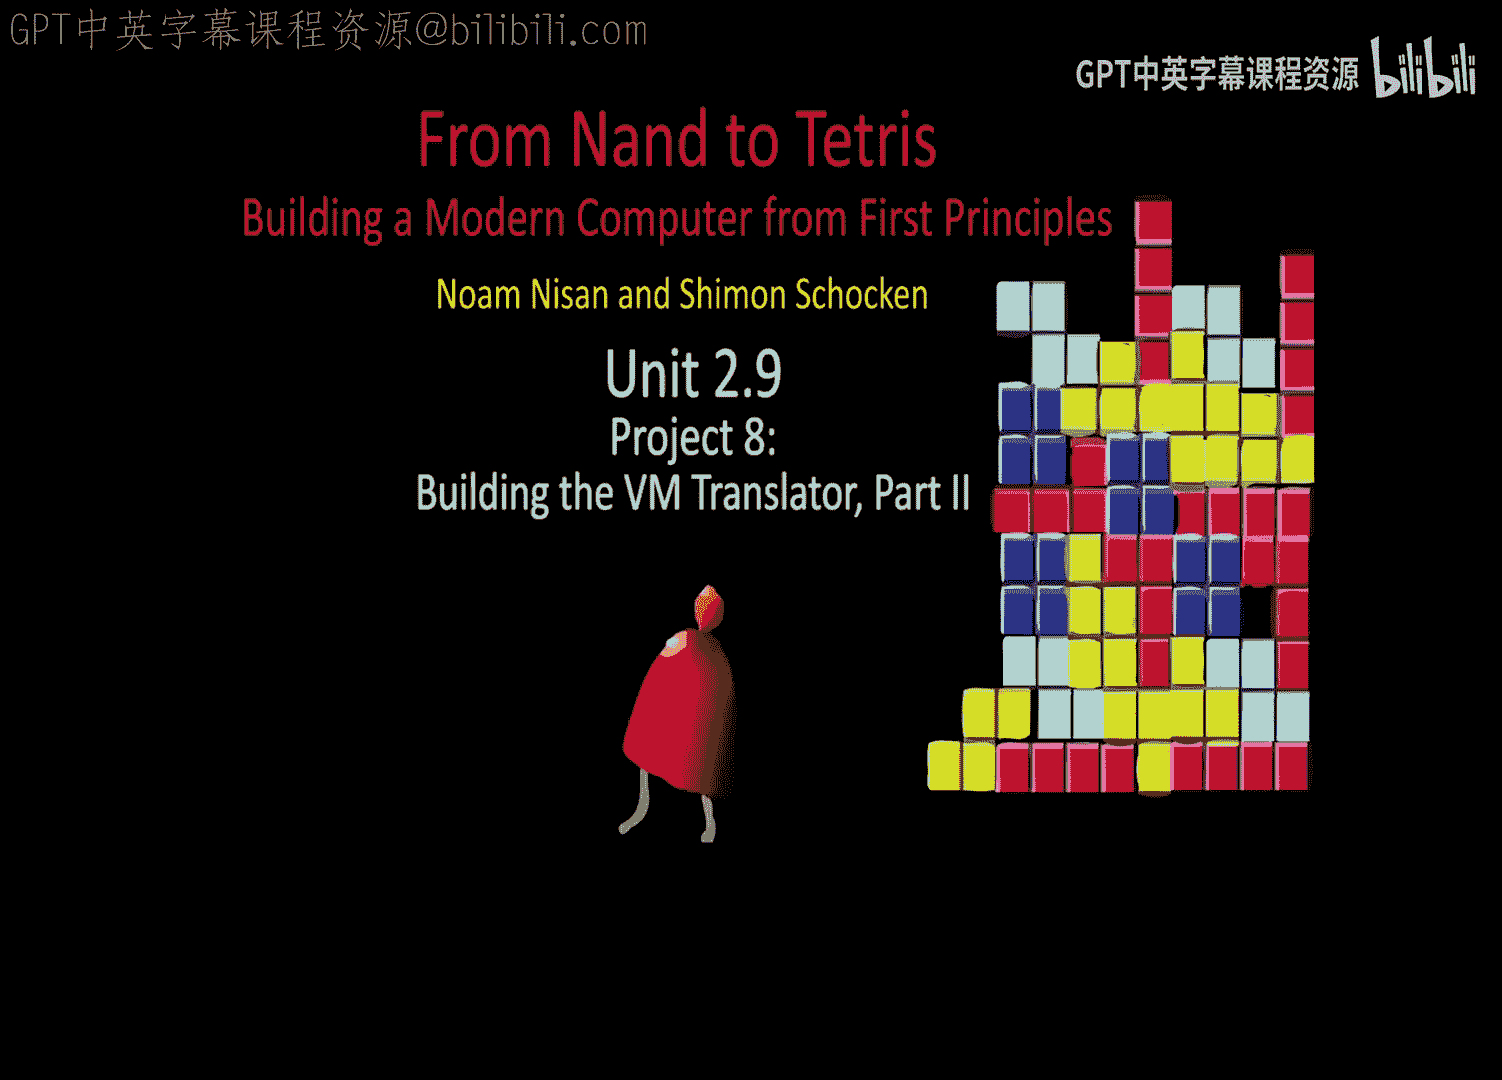 GPT中英字幕课程资源@bilibili.com
GPT中英字幕课程资源 bilibili
From Nand to Tetris
Building a Modern Computer from First Principles
Noam Nisan and Shimon Schocken
Unit 2.9
Project 8:
Building the VM Translator, Part II